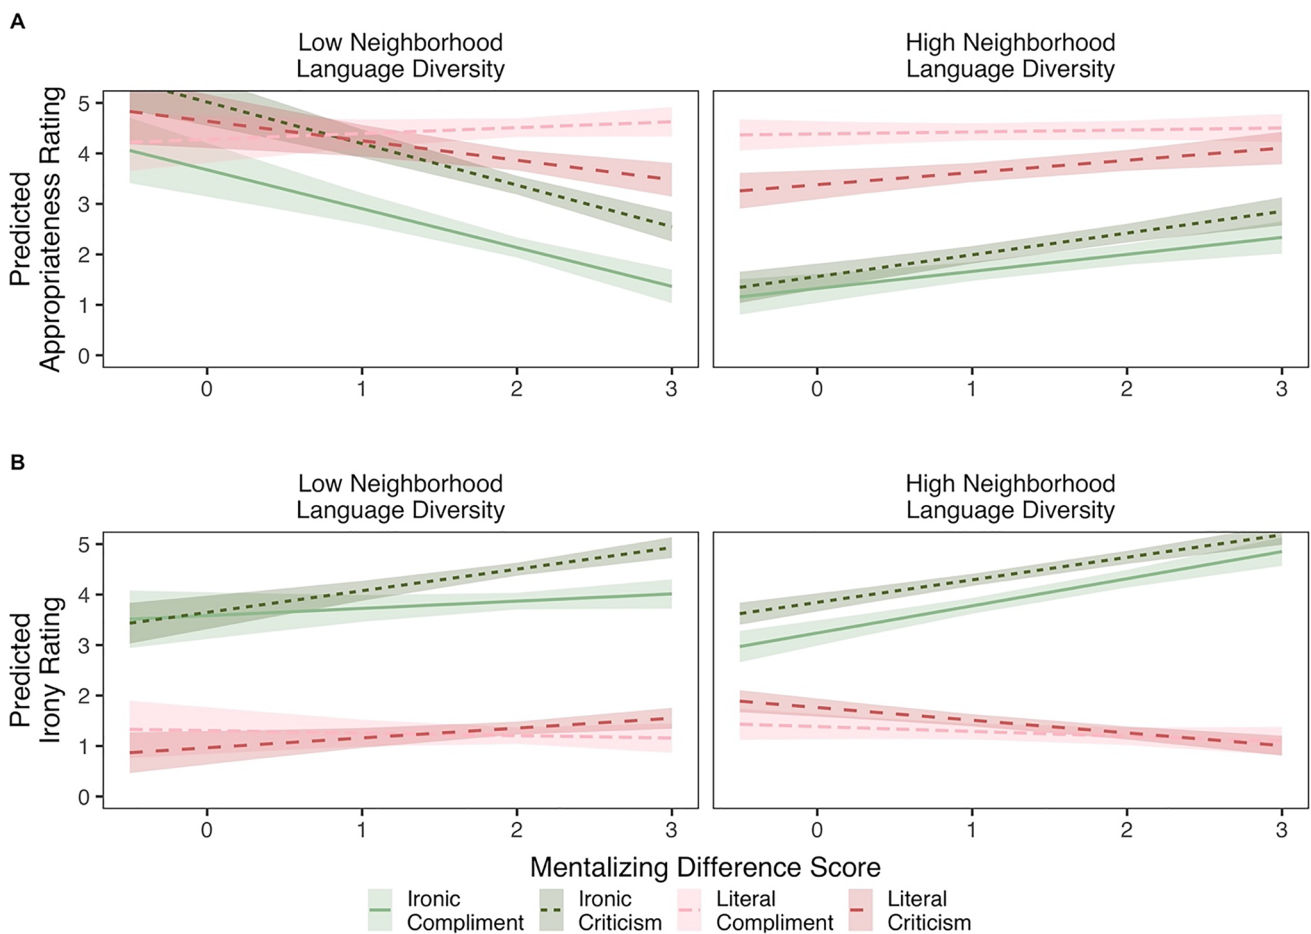 A
Low Neighborhood
Language Diversity
High Neighborhood
Language Diversity
Predicted
Appropriateness Rating
5
4
3
2
1
0
0 1 2 3
0 1 2 3
B
Low Neighborhood
Language Diversity
High Neighborhood
Language Diversity
Predicted
Irony Rating
5
4
3
2
1
0
0 1 2 3
0 1 2 3
Mentalizing Difference Score
Ironic
Compliment
Ironic
Criticism
Literal
Compliment
Literal
Criticism